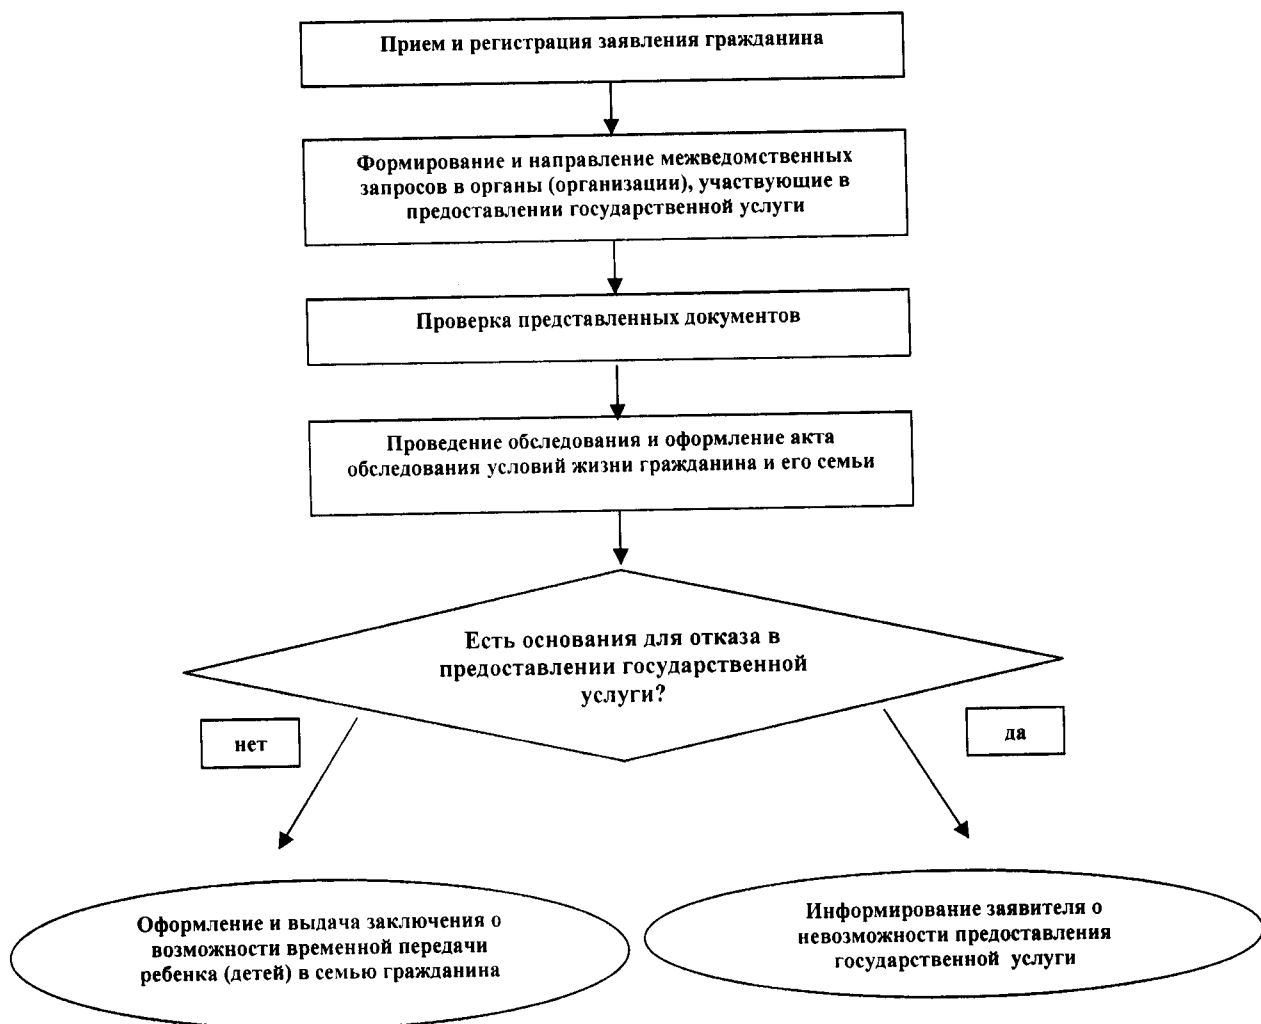 Прием и регистрация заявления гражданина
Формирование и направление межведомственных
запросов в органы (организации), участвующие в
предоставлении государственной услуги
Проверка представленных документов
Проведение обследования и оформление акта
обследования условий жизни гражданина и его семьи
Есть основания для отказа в
предоставлении государственной
услуги?
нет
да
Оформление и выдача заключения о
возможности временной передачи
ребенка (детей) в семью гражданина
Информирование заявителя о
невозможности предоставления
государственной услуги